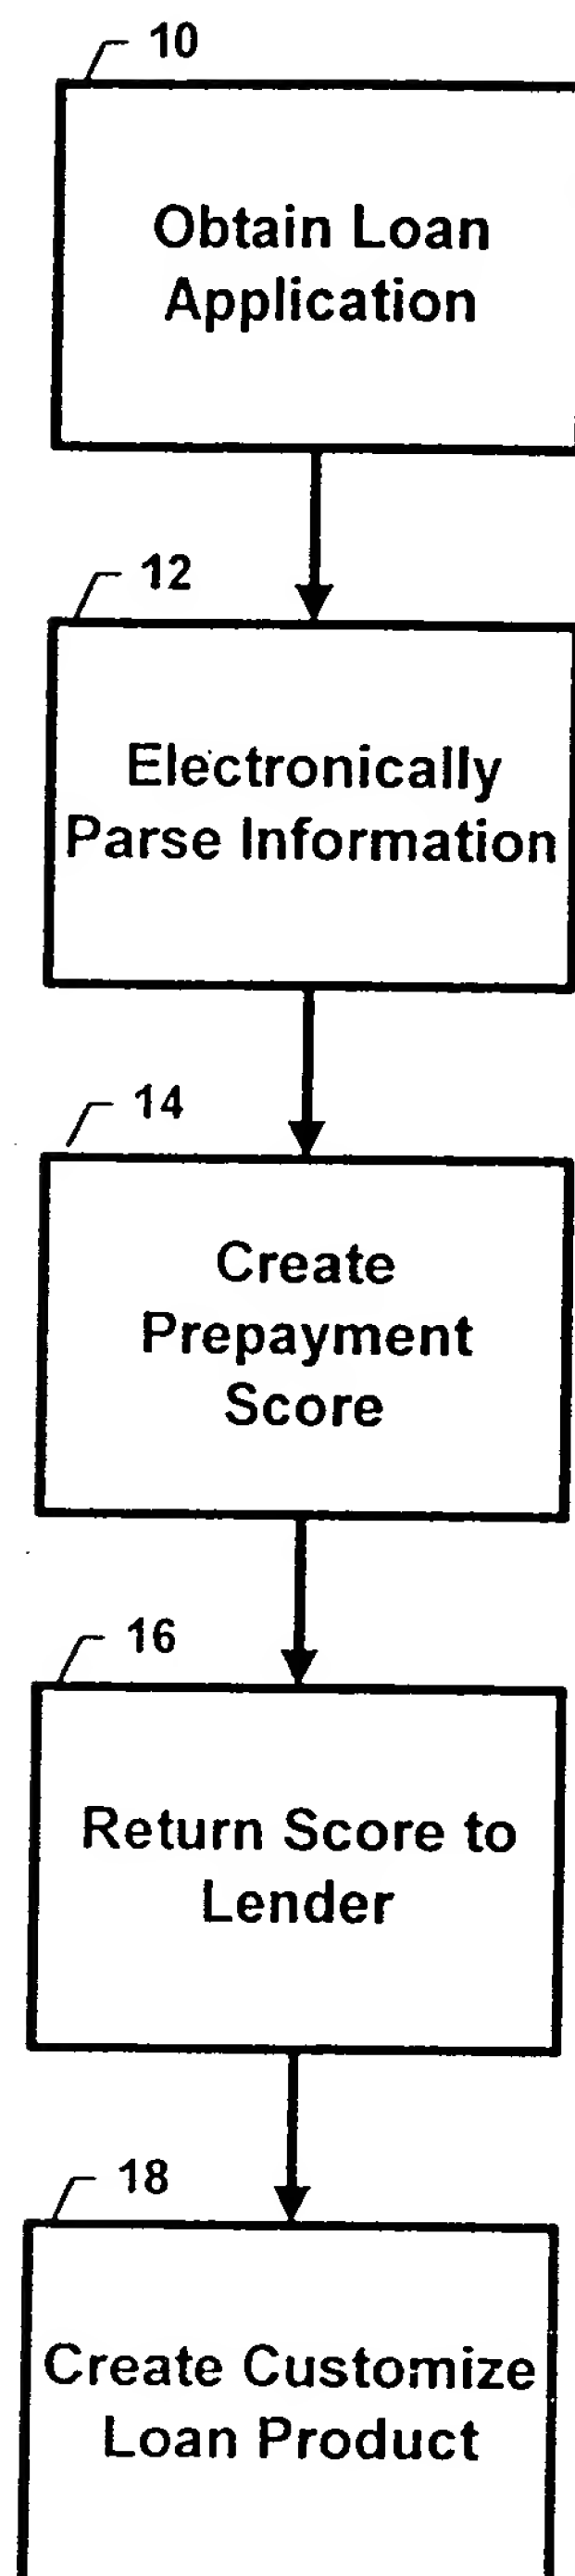 10
Obtain Loan
Application
12
Electronically
Parse Information
14
Create
Prepayment
Score
16
Return Score to
Lender
18
Create Customize
Loan Product